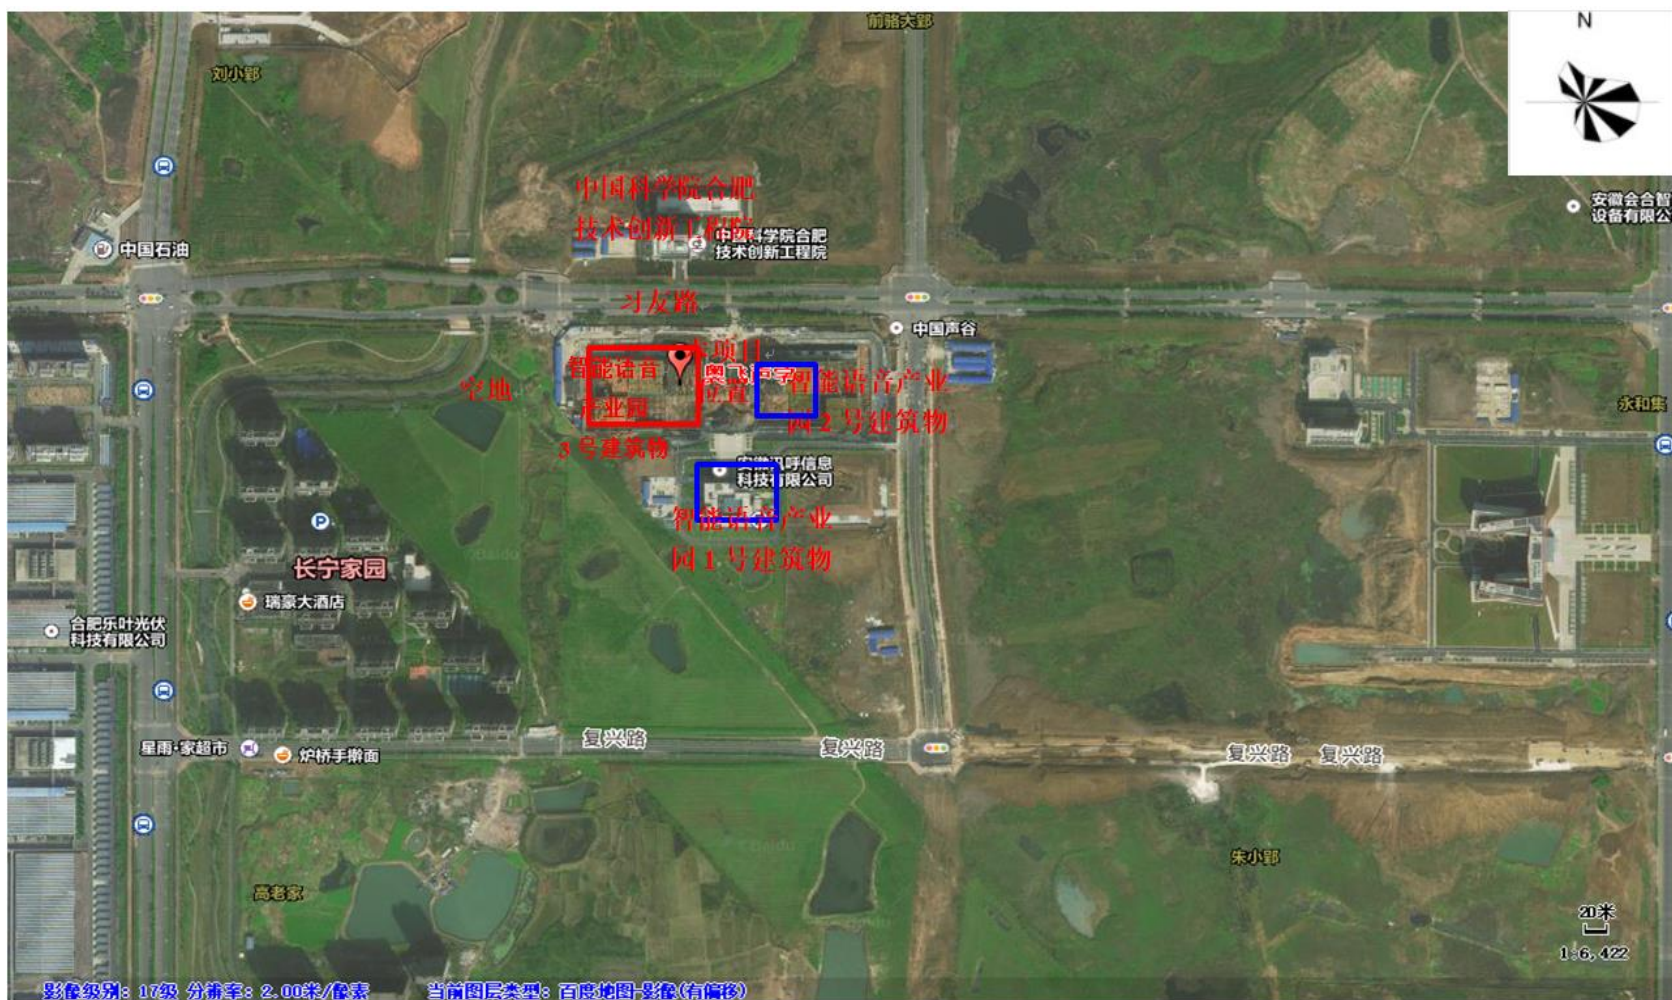 前骆大郢
N
刘小郢
中国科学院合肥
技术创新工程院
中国科学院合肥
技术创新工程院
安徽会合智
设备有限公
中国石油
习友路
中国声谷
本项目
位置
奥飞声学
智能语音
产业园
3号建筑物
智能语音产业
园2号建筑物
空地
永和集
安徽汛呼信息
科技有限公司
智能语音产业
园1号建筑物
P
长宁家园
瑞豪大酒店
合肥乐叶光伏
科技有限公司
复兴路
复兴路
复兴路
复兴路
星雨·家超市
炉桥手擀面
Baidu
Baidu
朱小郢
高老家
20米
1:6,422
影像级别：17级 分辨率：2.00米/像素
当前图层类型：百度地图-影像(有偏移)